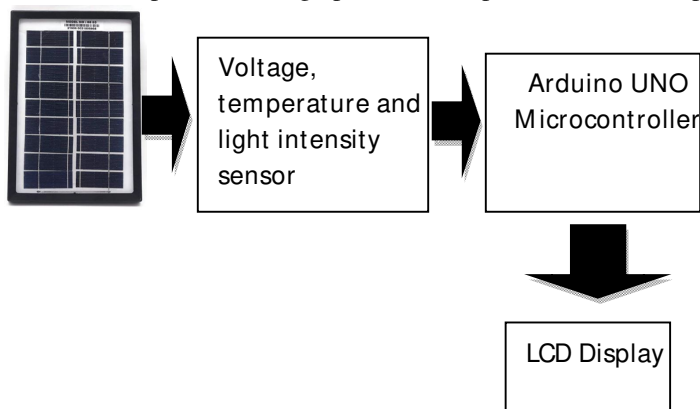 Voltage,
temperature and
light intensity
sensor
Arduino UNO
Microcontroller
LCD Display